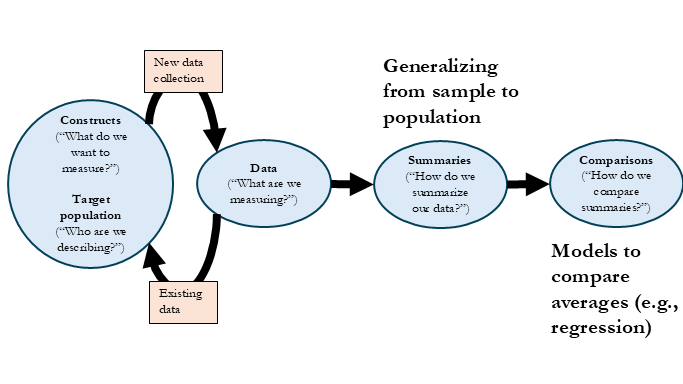 New data
collection
Generalizing
from sample to
population
Constructs
(“What do we
want to
measure?”)
Target
population
(“Who are we
describing?”)
Data
(“What are we
measuring?”)
Summaries
(“How do we
summarize
our data?”)
Comparisons
(“How do we
compare
summaries?”)
Existing
data
Models to
compare
averages (e.g.,
regression)